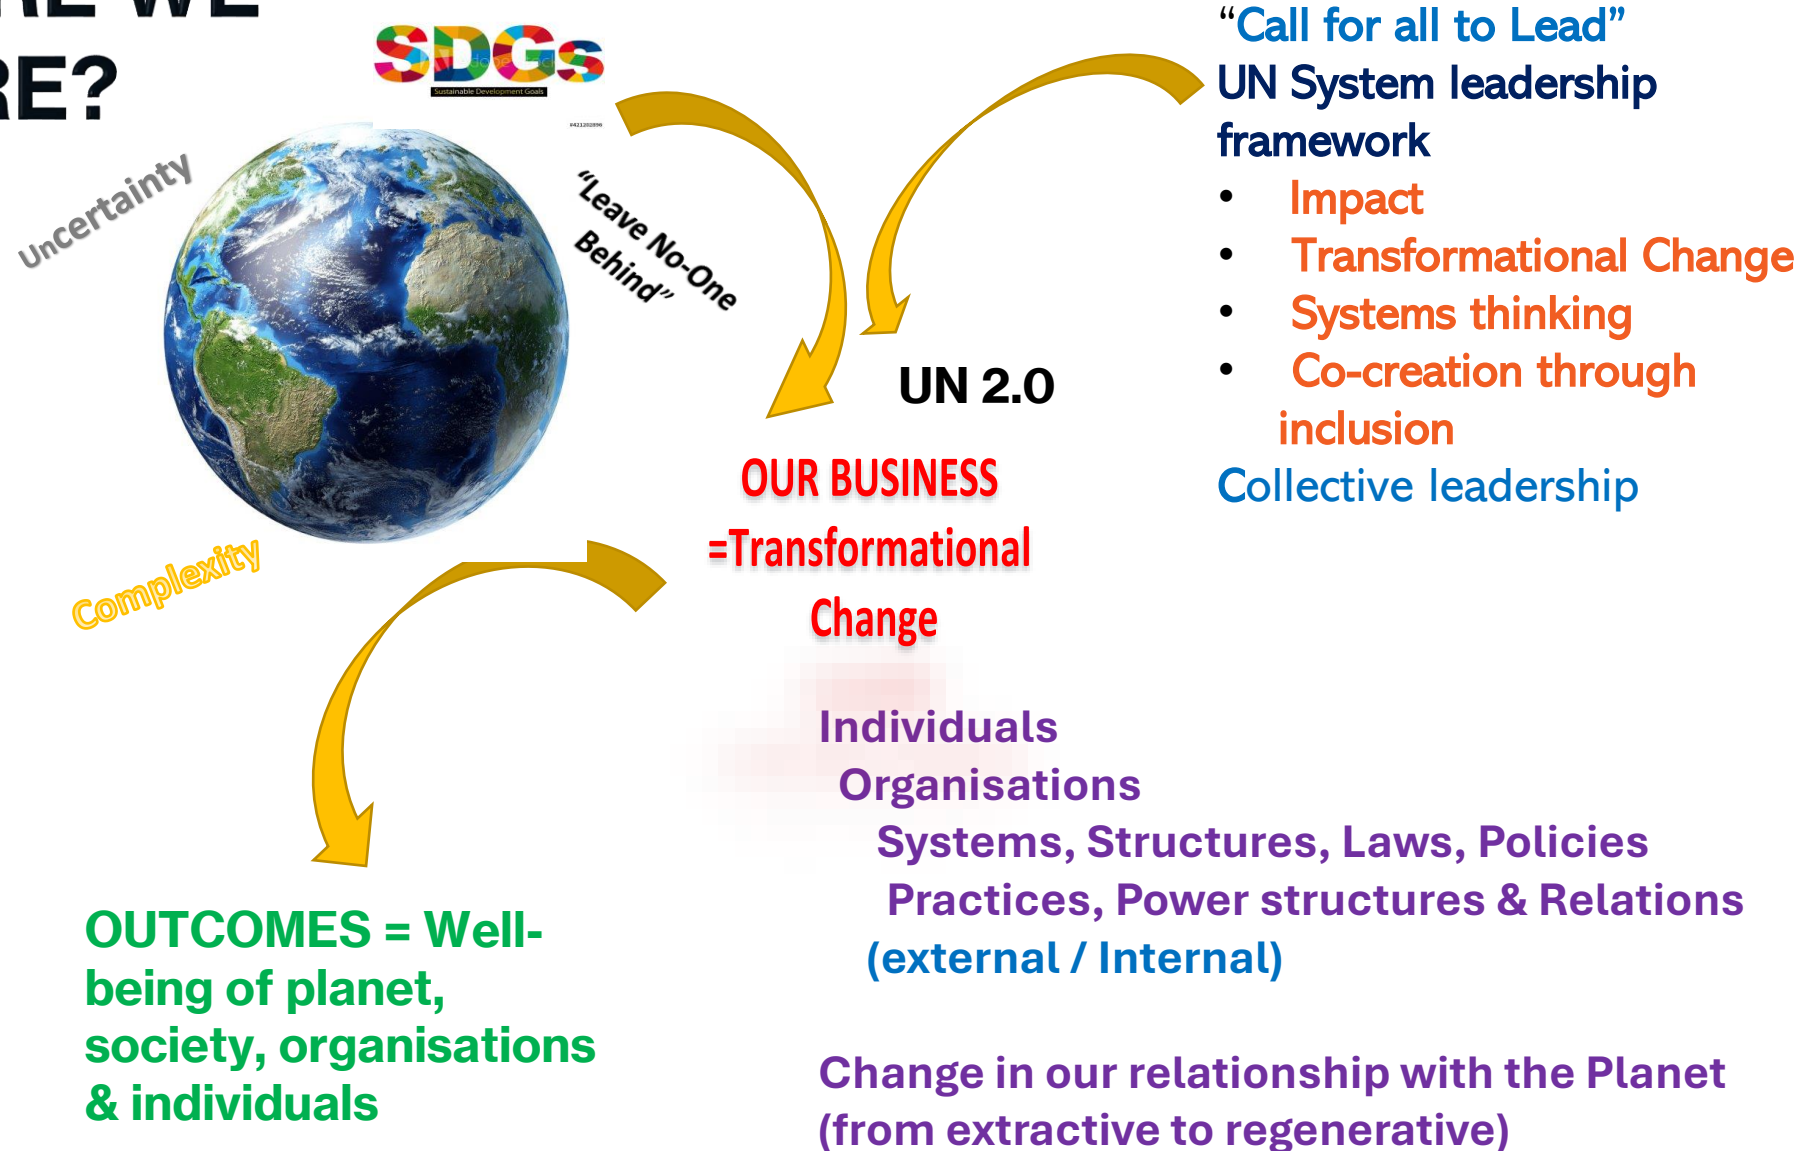 RE WE
RE?
SDGs
Sustainable Development Goals
#421202896
Uncertainty
“Leave No-One
Behind”
Complexity
“Call for all to Lead”
UN System leadership
framework
• Impact
• Transformational Change
• Systems thinking
• Co-creation through
inclusion
Collective leadership
UN 2.0
OUR BUSINESS
=Transformational
Change
Individuals
Organisations
Systems, Structures, Laws, Policies
Practices, Power structures & Relations
(external / Internal)
Change in our relationship with the Planet
(from extractive to regenerative)
OUTCOMES = Well-
being of planet,
society, organisations
& individuals